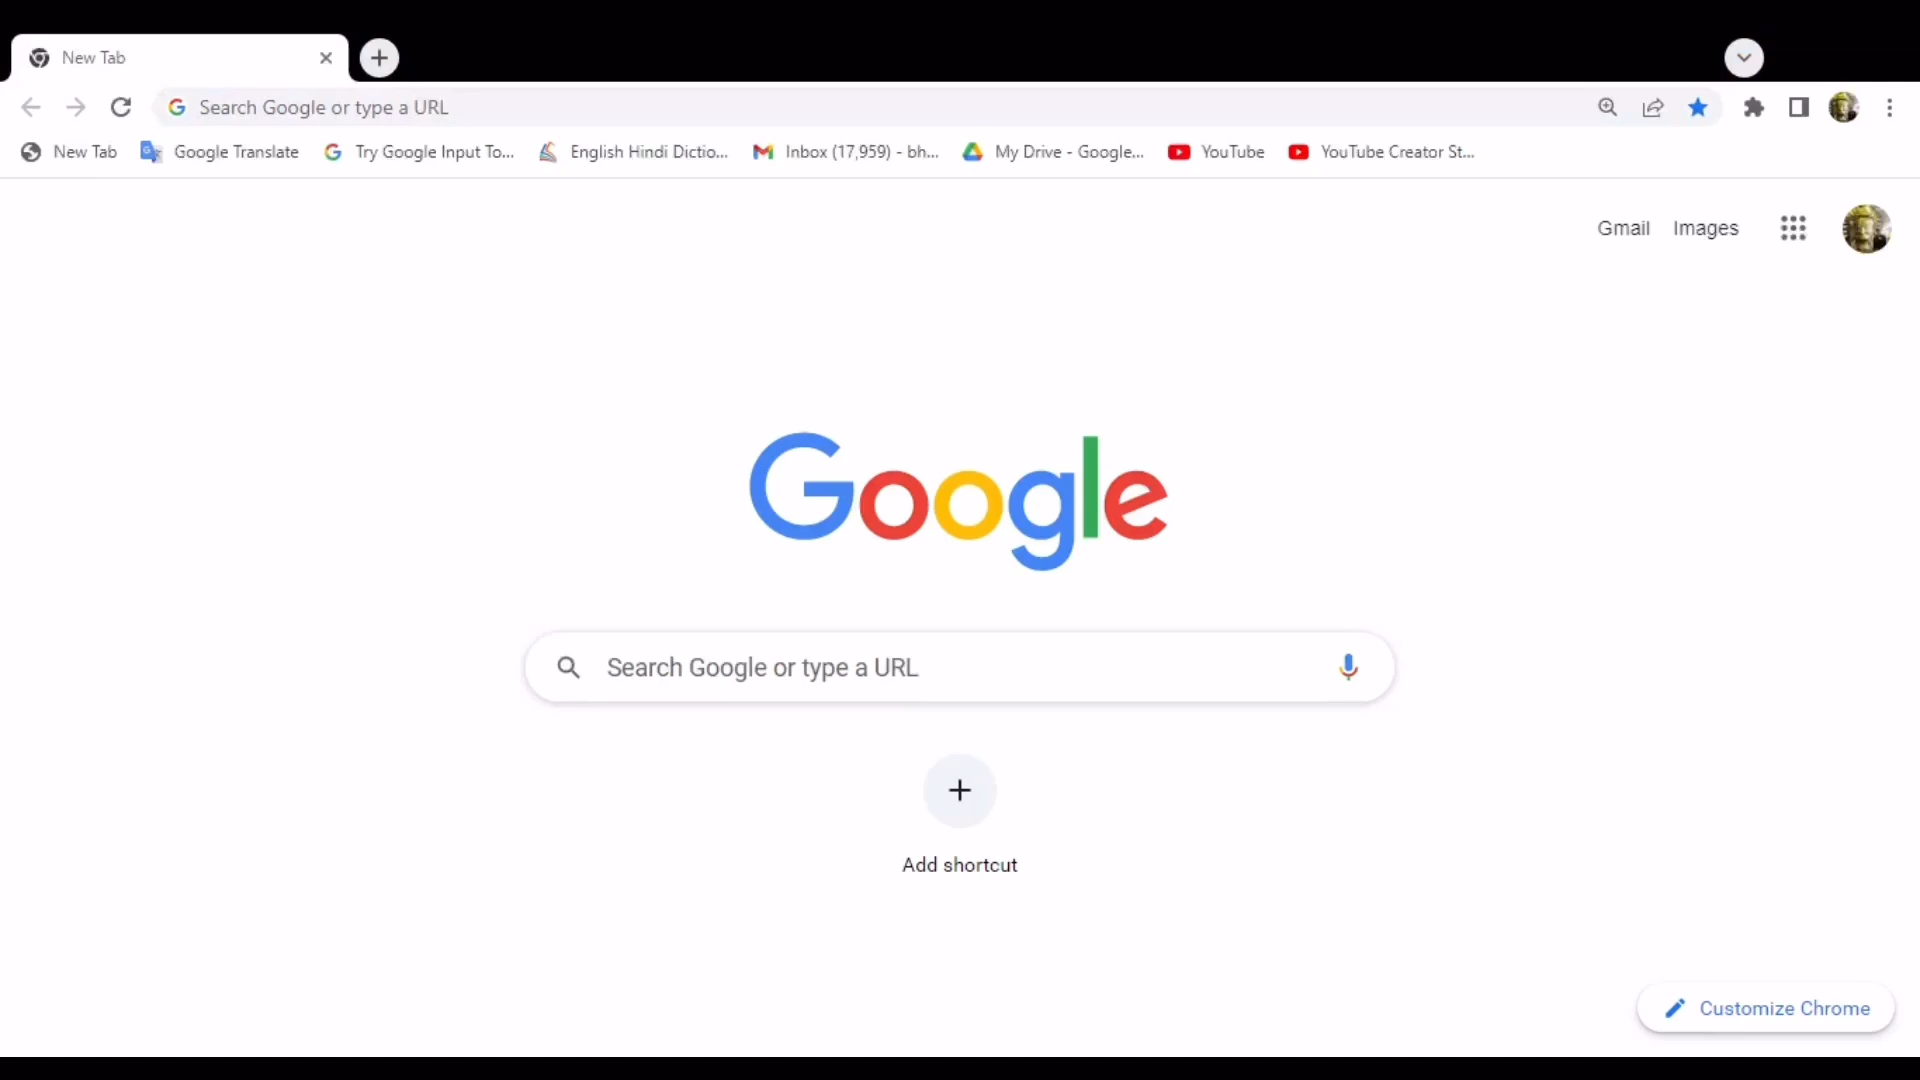 New Tab
Search Google or type a URL
New Tab
Google Translate
Try Google Input To...
English Hindi Dictio...
Inbox (17,959) - bh...
My Drive - Google...
YouTube
YouTube Creator St...
Gmail
Images
Google
Search Google or type a URL
Add shortcut
Customize Chrome